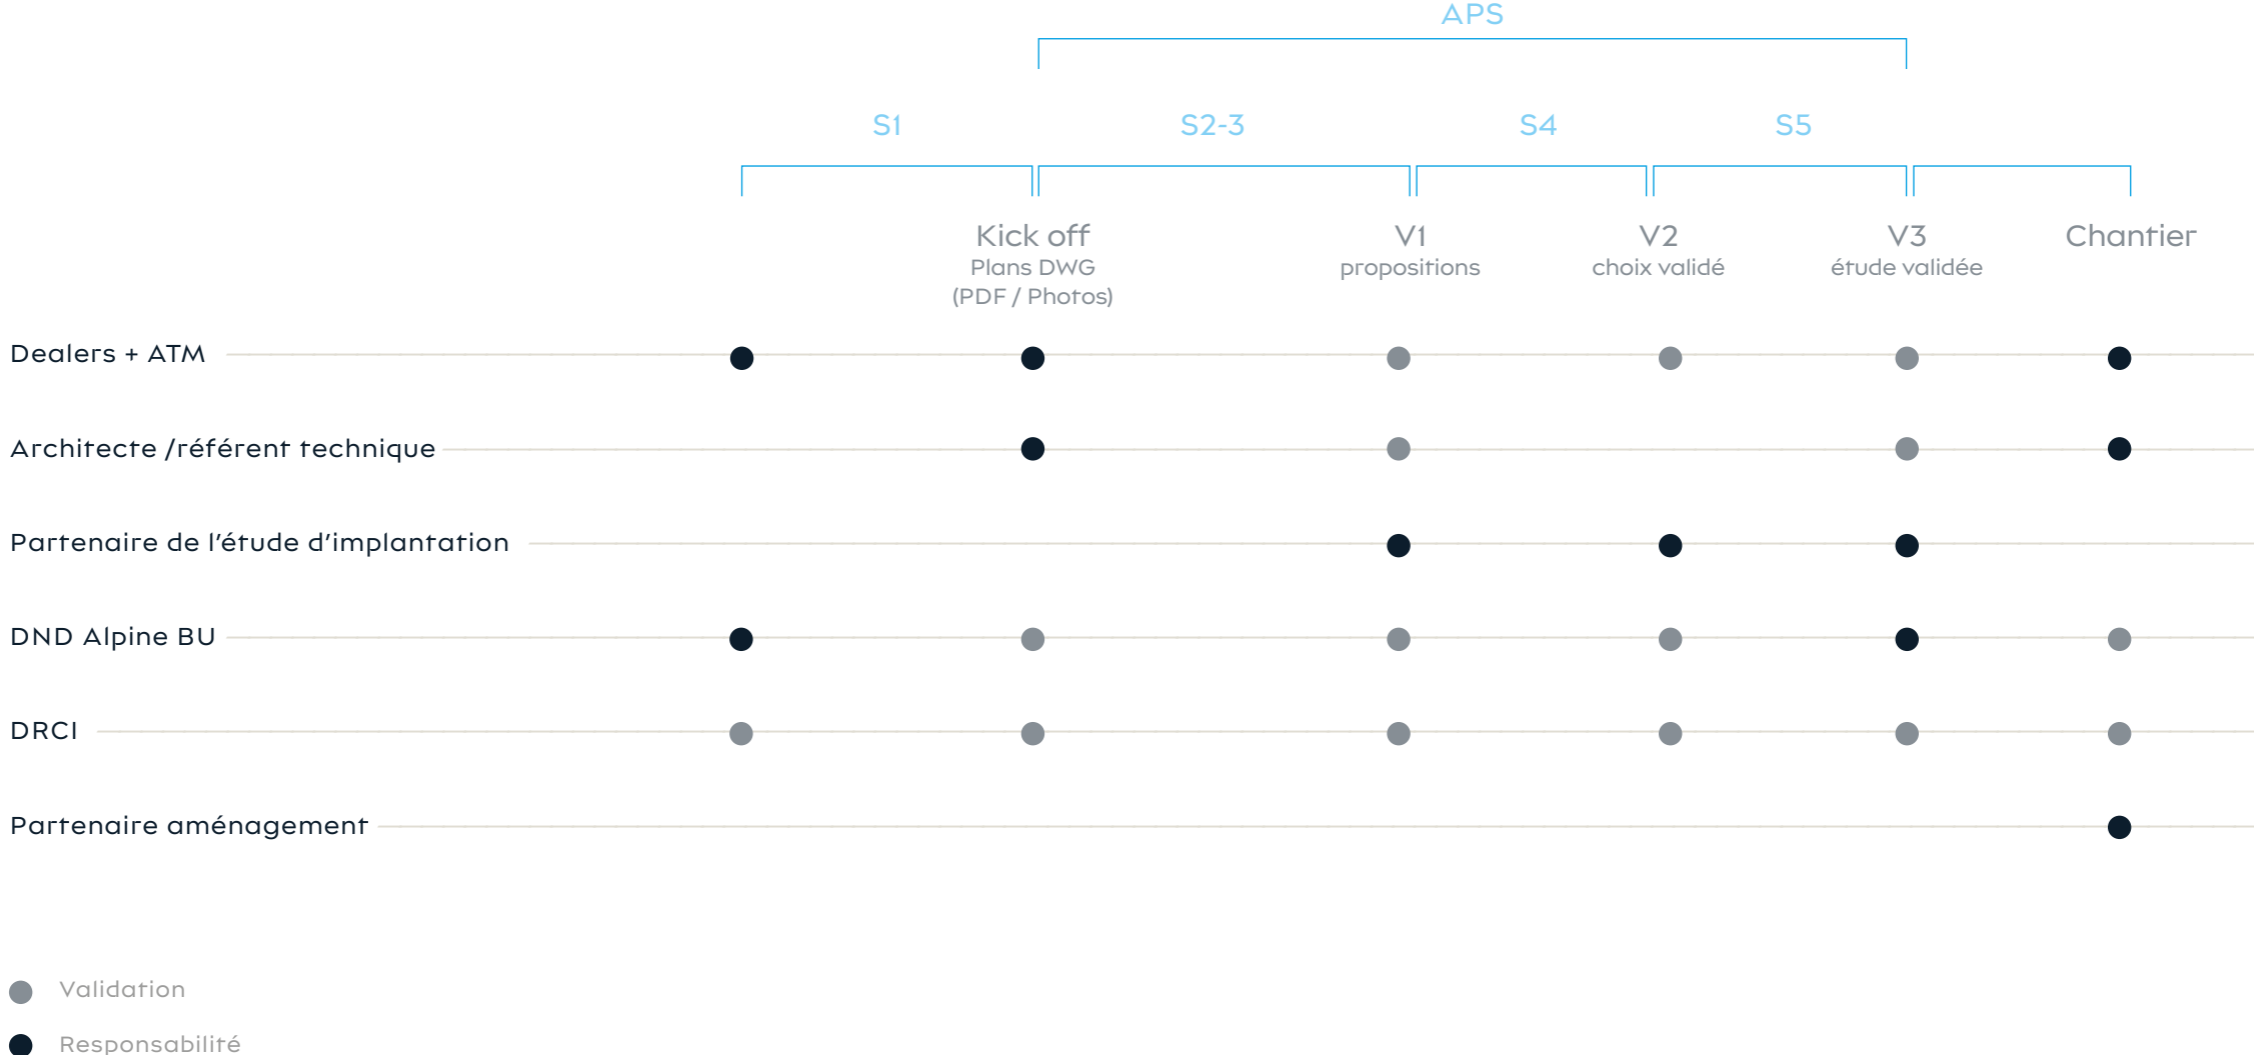 APS
S1
S2-3
S4
S5
Kick off
Plans DWG
(PDF / Photos)
V1
propositions
V2
choix validé
V3
étude validée
Chantier
Dealers + ATM
Architecte /référent technique
Partenaire de l'étude d'implantation
DND Alpine BU
DRCI
Partenaire aménagement
Validation
Responsabilité